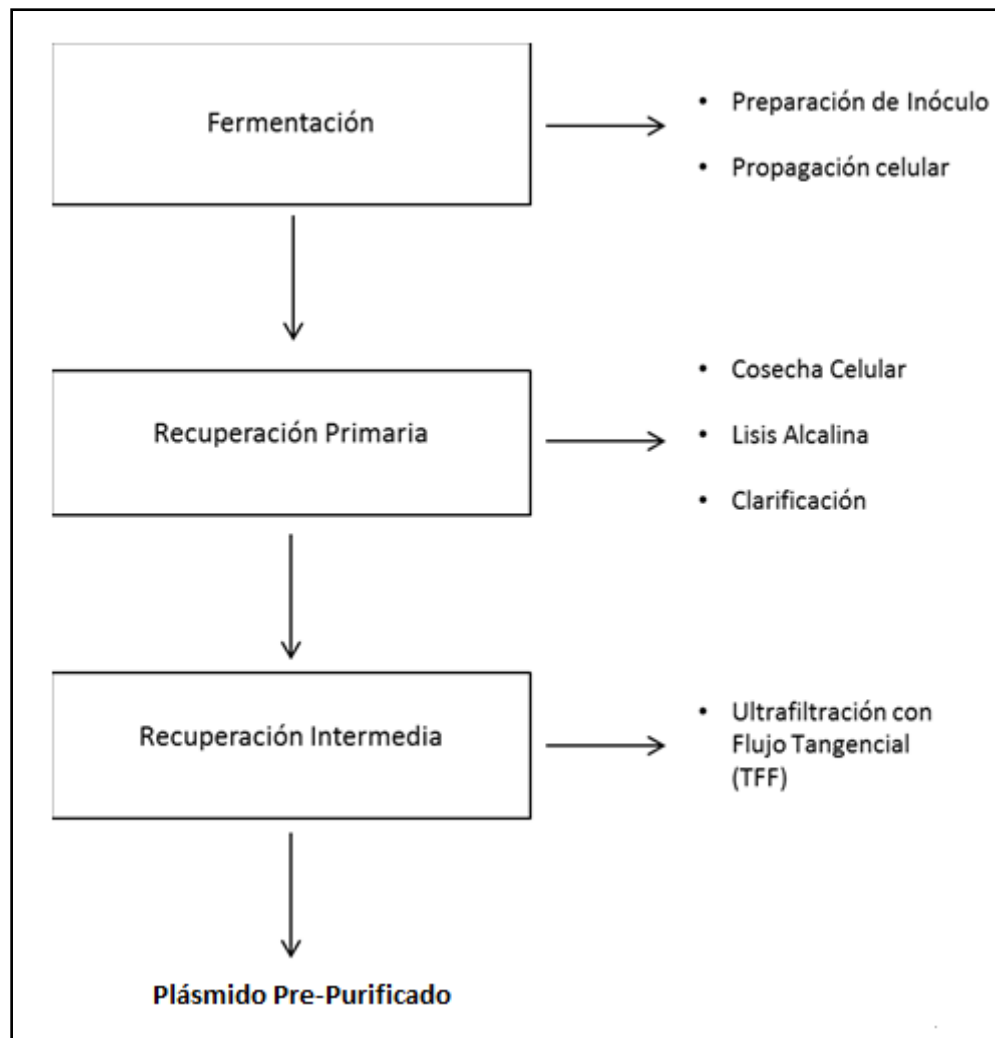 Fermentación
• Preparación de Inóculo
• Propagación celular
Recuperación Primaria
• Cosecha Celular
• Lisis Alcalina
• Clarificación
Recuperación Intermedia
• Ultrafiltración con
Flujo Tangencial
(TFF)
Plásmido Pre-Purificado